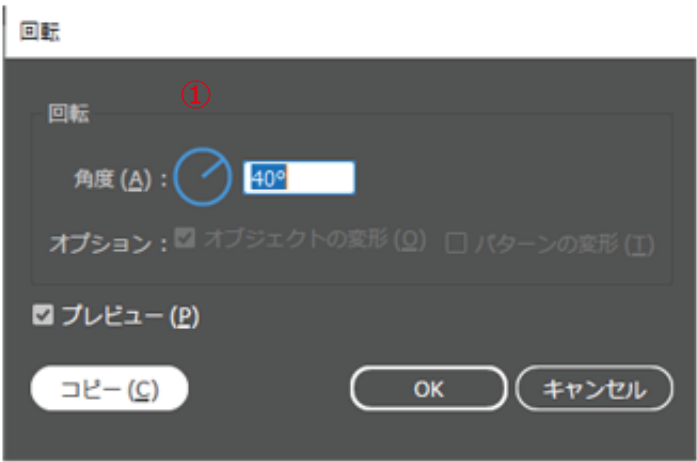 回転
①
回転
角度 (A) : 40°
オプション : オブジェクトの変形 (O) パターンの変形 (T)
プレビュー (P)
コピー (C) OK キャンセル